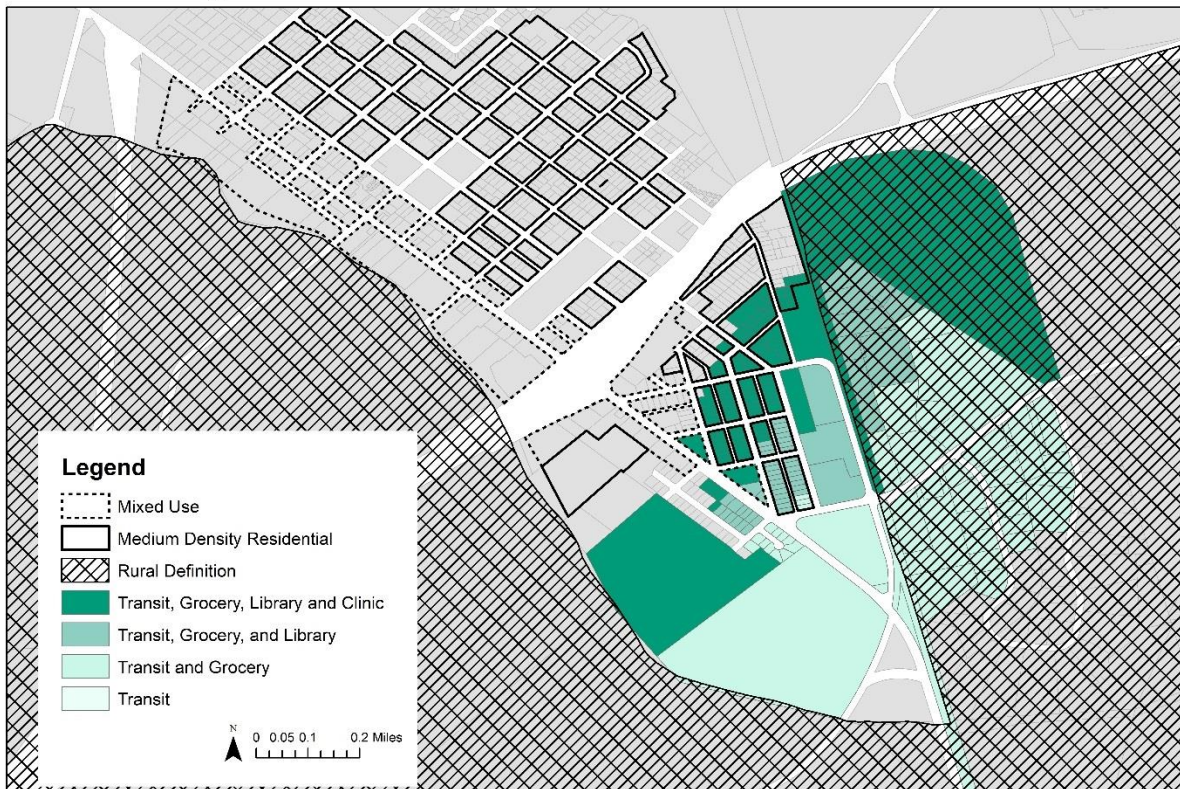 Legend
Mixed Use
Medium Density Residential
Rural Definition
Transit, Grocery, Library and Clinic
Transit, Grocery, and Library
Transit and Grocery
Transit
N
0 0.05 0.1 0.2 Miles